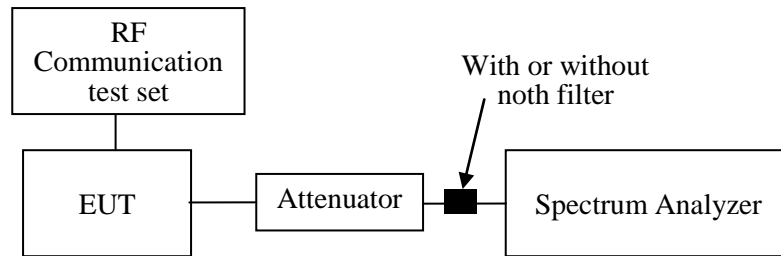 RF
Communication
test set
With or without
noth filter
EUT
Attenuator
Spectrum Analyzer